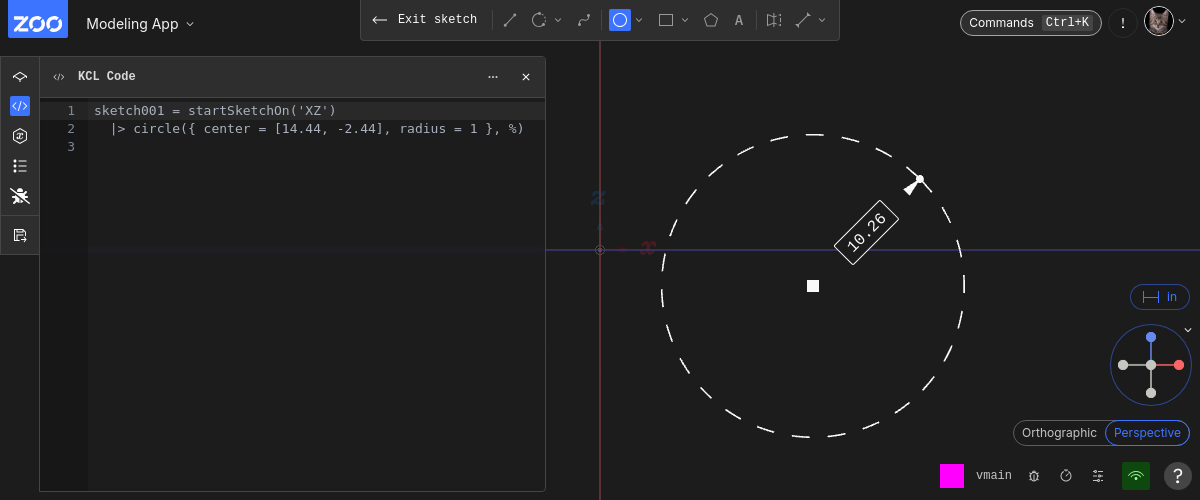 ZOO Modeling App
Exit sketch
A
Commands Ctrl+K !
KCL Code
1 sketch001 = startSketchOn('XZ')
2 |> circle({ center = [14.44, -2.44], radius = 1 }, %)
3
z
x
10.26
in
Orthographic Perspective
vmain
?